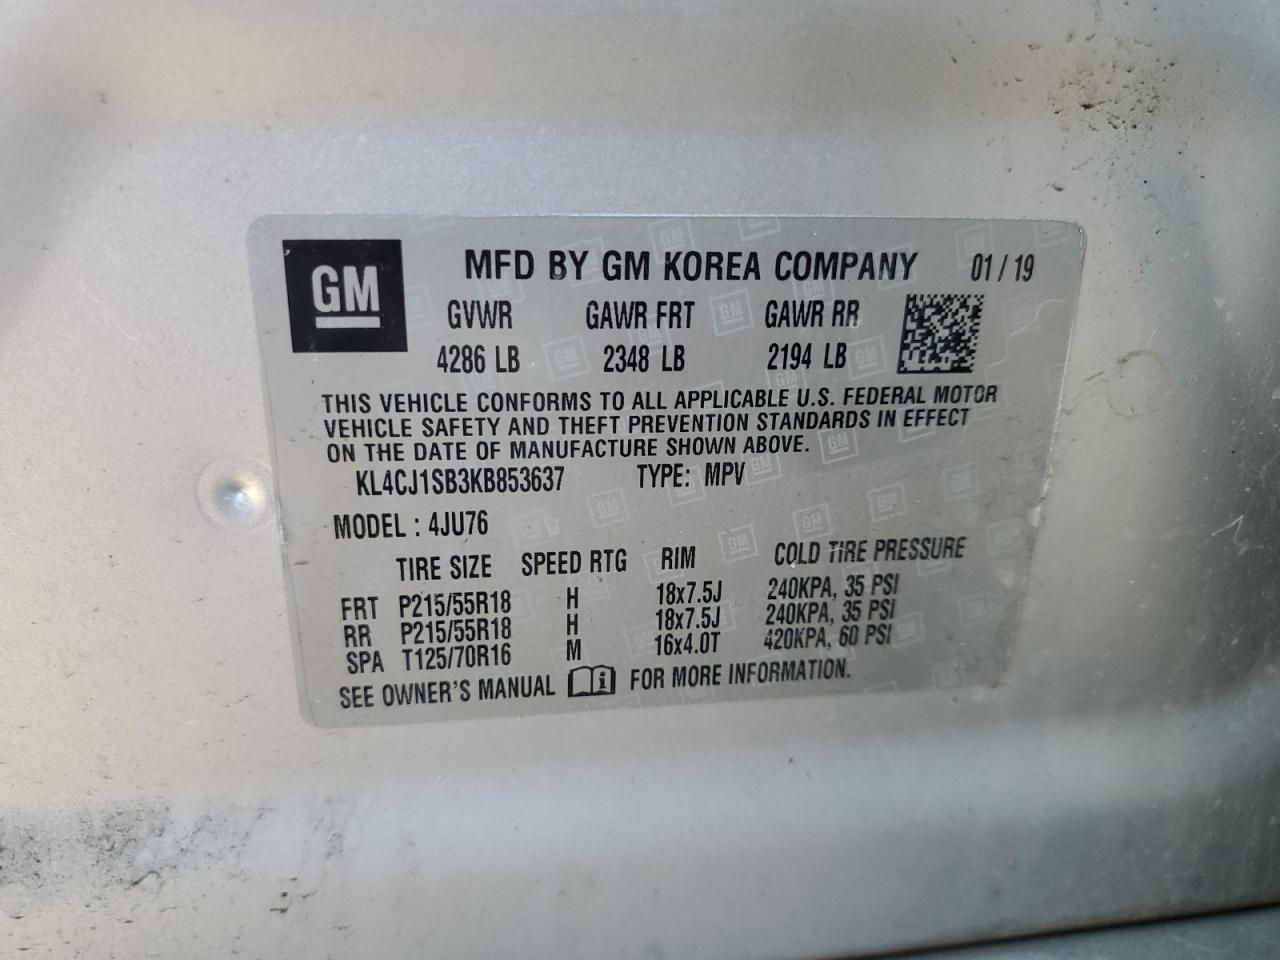 GM
MFD BY GM KOREA COMPANY 01/19
GVWR GAWR FRT GAWR RR
4286 LB 2348 LB 2194 LB
THIS VEHICLE CONFORMS TO ALL APPLICABLE U.S. FEDERAL MOTOR
VEHICLE SAFETY AND THEFT PREVENTION STANDARDS IN EFFECT
ON THE DATE OF MANUFACTURE SHOWN ABOVE.
KL4CJ1SB3KB853637 TYPE: MPV
MODEL : 4JU76
TIRE SIZE SPEED RTG RIM COLD TIRE PRESSURE
FRT P215/55R18 H 18x7.5J 240KPA, 35 PSI
RR P215/55R18 H 18x7.5J 240KPA, 35 PSI
SPA T125/70R16 M 16x4.0T 420KPA, 60 PSI
SEE OWNER'S MANUAL i FOR MORE INFORMATION.